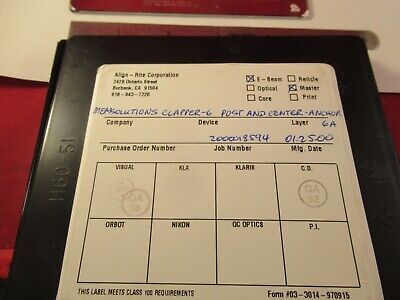 Align - Rite Corporation
2428 Ontario Street
Burbank, CA 91504
818-843-7220
E-Beam Reticle
Optical Master
Core Print
MEMSOLUTIONS CLAPPER-6 POST AND CENTER-ANCHOR
Company Device Layer 6A
2000018594 01.25.00
Purchase Order Number Job Number Mfg. Date
VISUAL KLA KLARIS C.D.
QA
QA
52
ORBOT NIKON QC OPTICS P.I.
THIS LABEL MEETS CLASS 100 REQUIREMENTS Form #03-3014-970915
H60 51